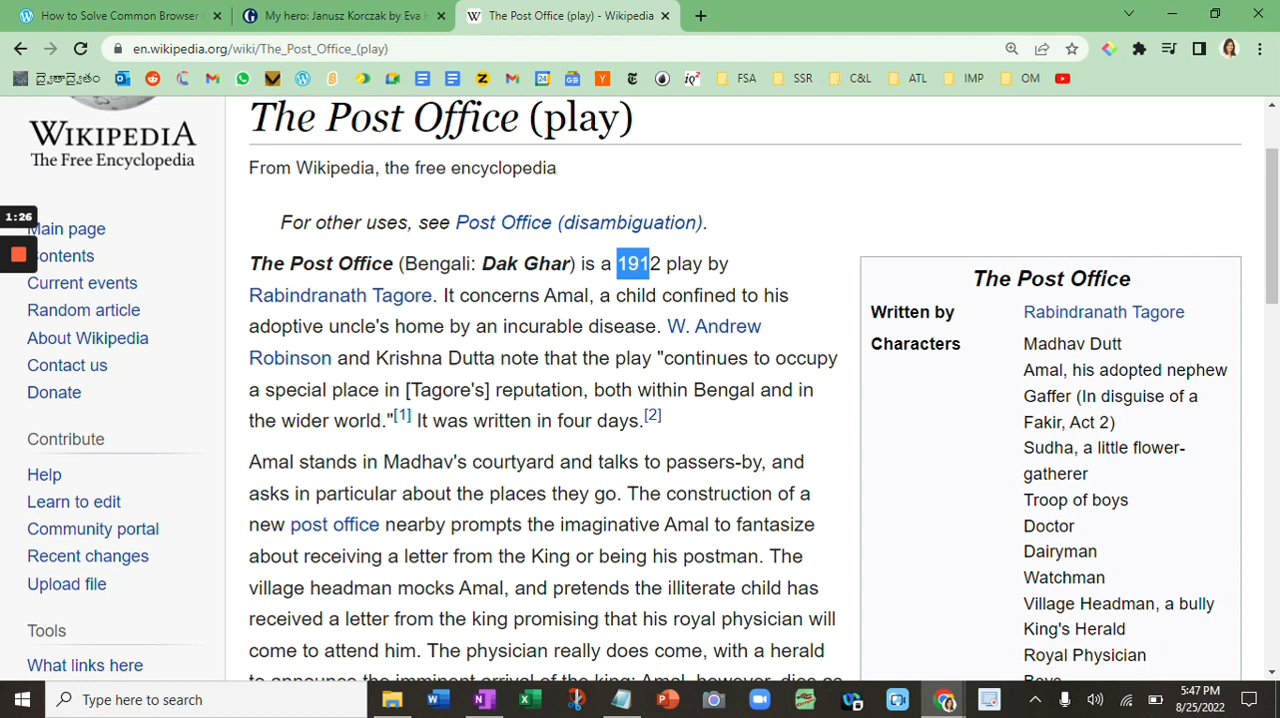 How to Solve Common Browser
My hero: Janusz Korczak by Eva
The Post Office (play) - Wikipedia
en.wikipedia.org/wiki/The_Post_Office_(play)
FSA SSR C&L ATL IMP OM
WIKIPEDIA
The Free Encyclopedia
1:26
Main page
Contents
Current events
Random article
About Wikipedia
Contact us
Donate
Contribute
Help
Learn to edit
Community portal
Recent changes
Upload file
Tools
What links here
The Post Office (play)
From Wikipedia, the free encyclopedia
For other uses, see Post Office (disambiguation).
The Post Office (Bengali: Dak Ghar) is a 1912 play by
Rabindranath Tagore. It concerns Amal, a child confined to his
adoptive uncle's home by an incurable disease. W. Andrew
Robinson and Krishna Dutta note that the play "continues to occupy
a special place in [Tagore's] reputation, both within Bengal and in
the wider world."[1] It was written in four days.[2]
Amal stands in Madhav's courtyard and talks to passers-by, and
asks in particular about the places they go. The construction of a
new post office nearby prompts the imaginative Amal to fantasize
about receiving a letter from the King or being his postman. The
village headman mocks Amal, and pretends the illiterate child has
received a letter from the king promising that his royal physician will
come to attend him. The physician really does come, with a herald
to announce the imminent arrival of the king; Amal, however, dies as
The Post Office
Written by Rabindranath Tagore
Characters Madhav Dutt
Amal, his adopted nephew
Gaffer (In disguise of a
Fakir, Act 2)
Sudha, a little flower-
gatherer
Troop of boys
Doctor
Dairyman
Watchman
Village Headman, a bully
King's Herald
Royal Physician
Boys
Type here to search
5:47 PM
8/25/2022